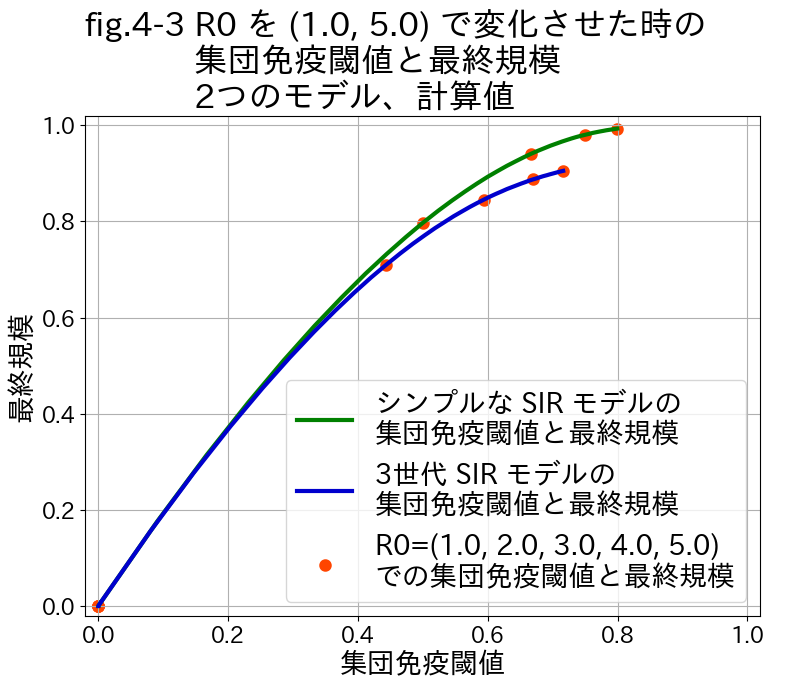 fig.4-3 R0 を (1.0, 5.0) で変化させた時の
集団免疫閾値と最終規模
2つのモデル、計算値
1.0
0.8
0.6
0.4
0.2
0.0
最終規模
シンプルな SIR モデルの
集団免疫閾値と最終規模
3世代 SIR モデルの
集団免疫閾値と最終規模
R0=(1.0, 2.0, 3.0, 4.0, 5.0)
での集団免疫閾値と最終規模
0.0
0.2
0.4
0.6
0.8
1.0
集団免疫閾値